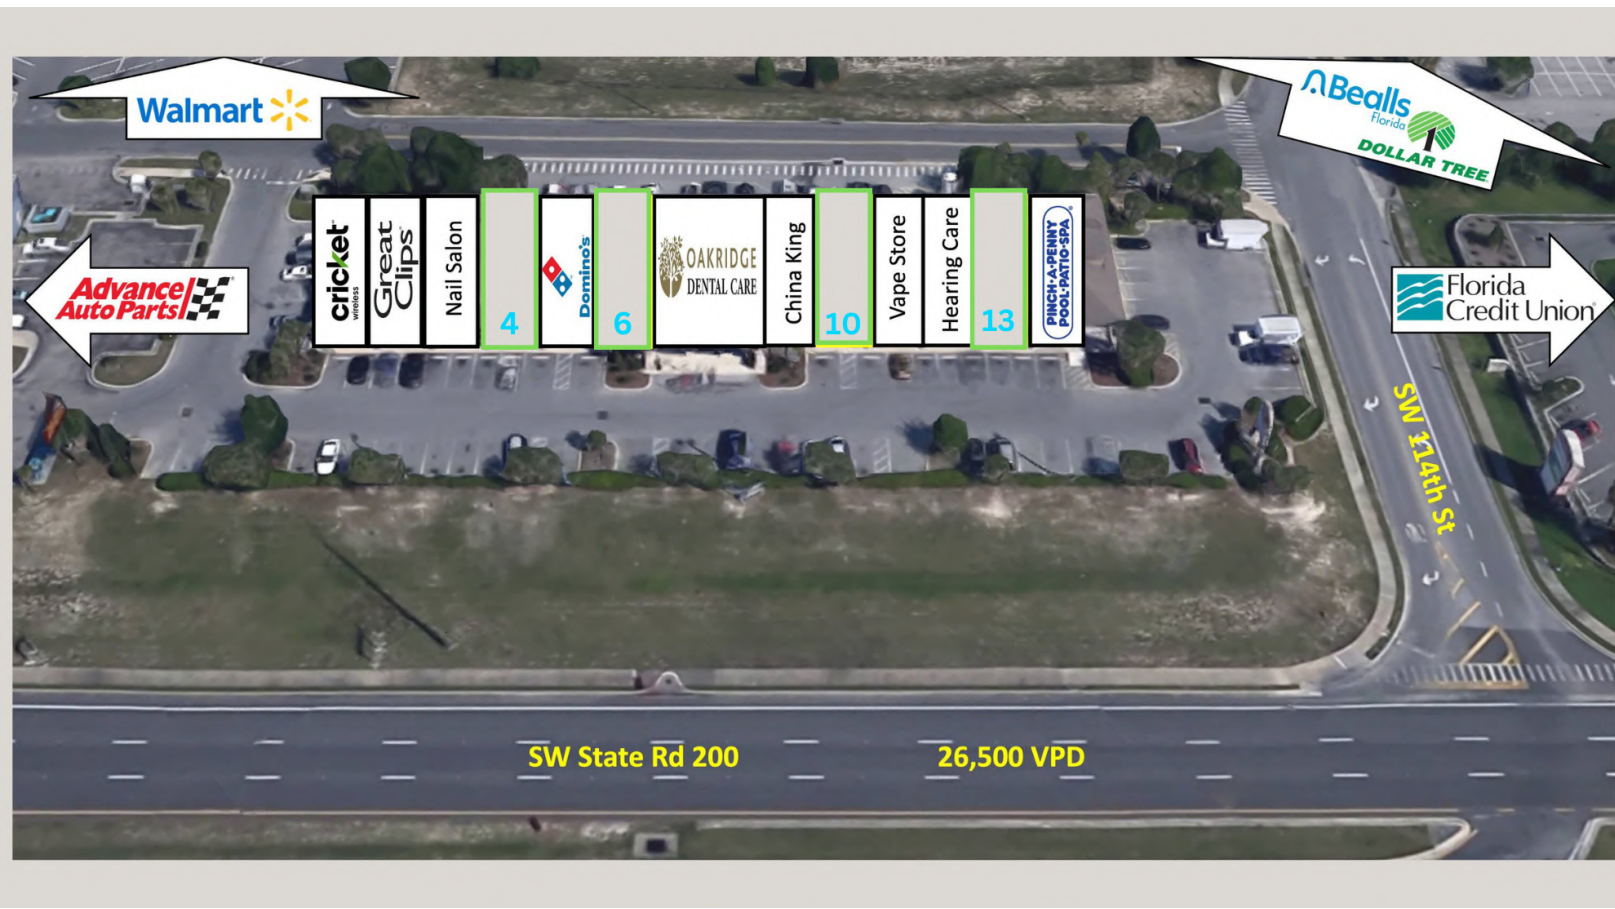 Walmart
Bealls
Florida
1
DOLLAR TREE
Advance
Auto Parts
cricket
wireless
Great
Clips
Nail Salon
4
Domino's
6
OAKRIDGE
DENTAL CARE
China King
10
Vape Store
Hearing Care
13
PINCH·A·PENNY
POOL·PATIO·SPA
Florida
Credit Union
SW 114th St
SW State Rd 200
26,500 VPD